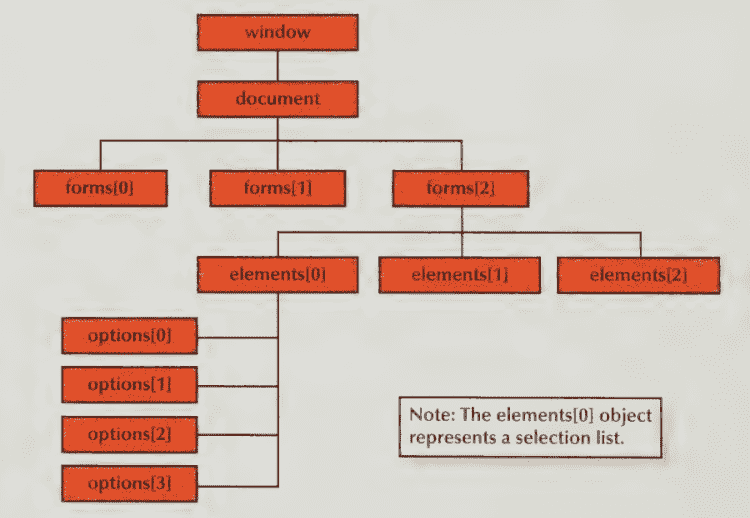 window
document
forms[0]
forms[1]
forms[2]
elements[0]
elements[1]
elements[2]
options[0]
options[1]
options[2]
options[3]
Note: The elements[0] object
represents a selection list.